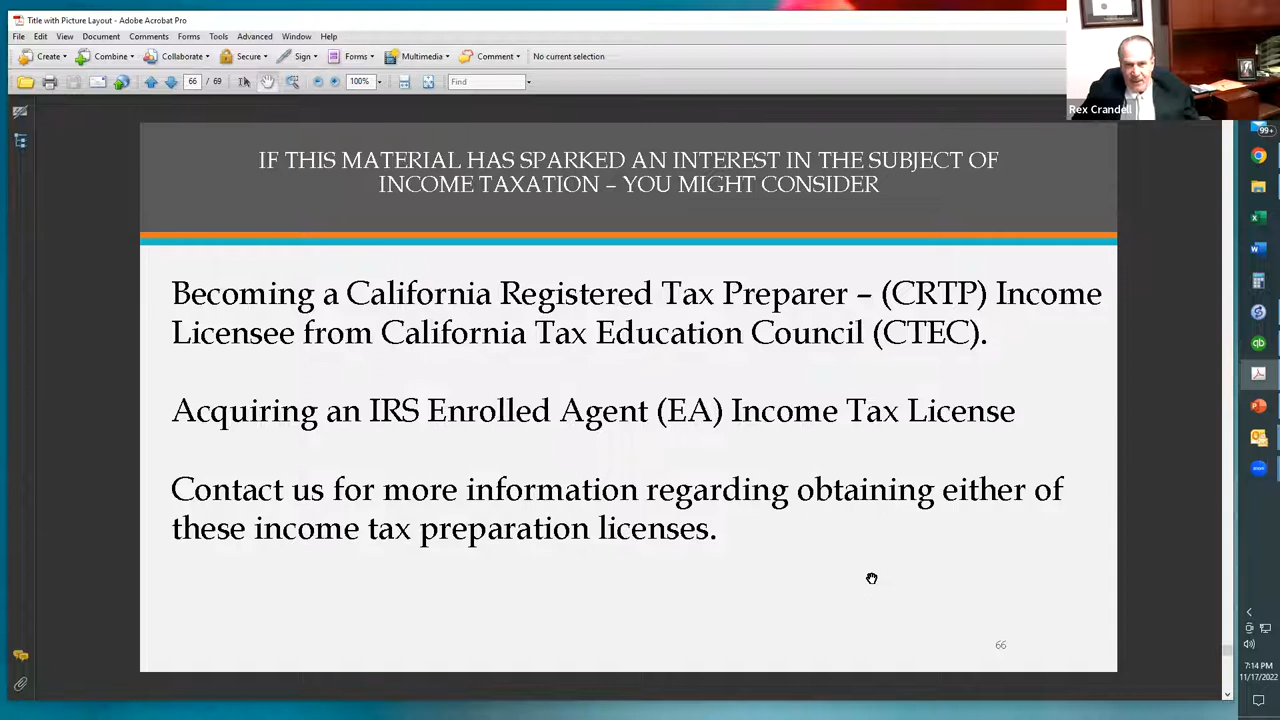 Title with Picture Layout - Adobe Acrobat Pro
File Edit View Document Comments Forms Tools Advanced Window Help
Create Combine Collaborate Secure Sign Forms Multimedia Comment No current selection
66 / 69 100% Find
Rex Crandell
99+
IF THIS MATERIAL HAS SPARKED AN INTEREST IN THE SUBJECT OF
INCOME TAXATION – YOU MIGHT CONSIDER
Becoming a California Registered Tax Preparer – (CRTP) Income
Licensee from California Tax Education Council (CTEC).
Acquiring an IRS Enrolled Agent (EA) Income Tax License
Contact us for more information regarding obtaining either of
these income tax preparation licenses.
66
7:14 PM
11/17/2022